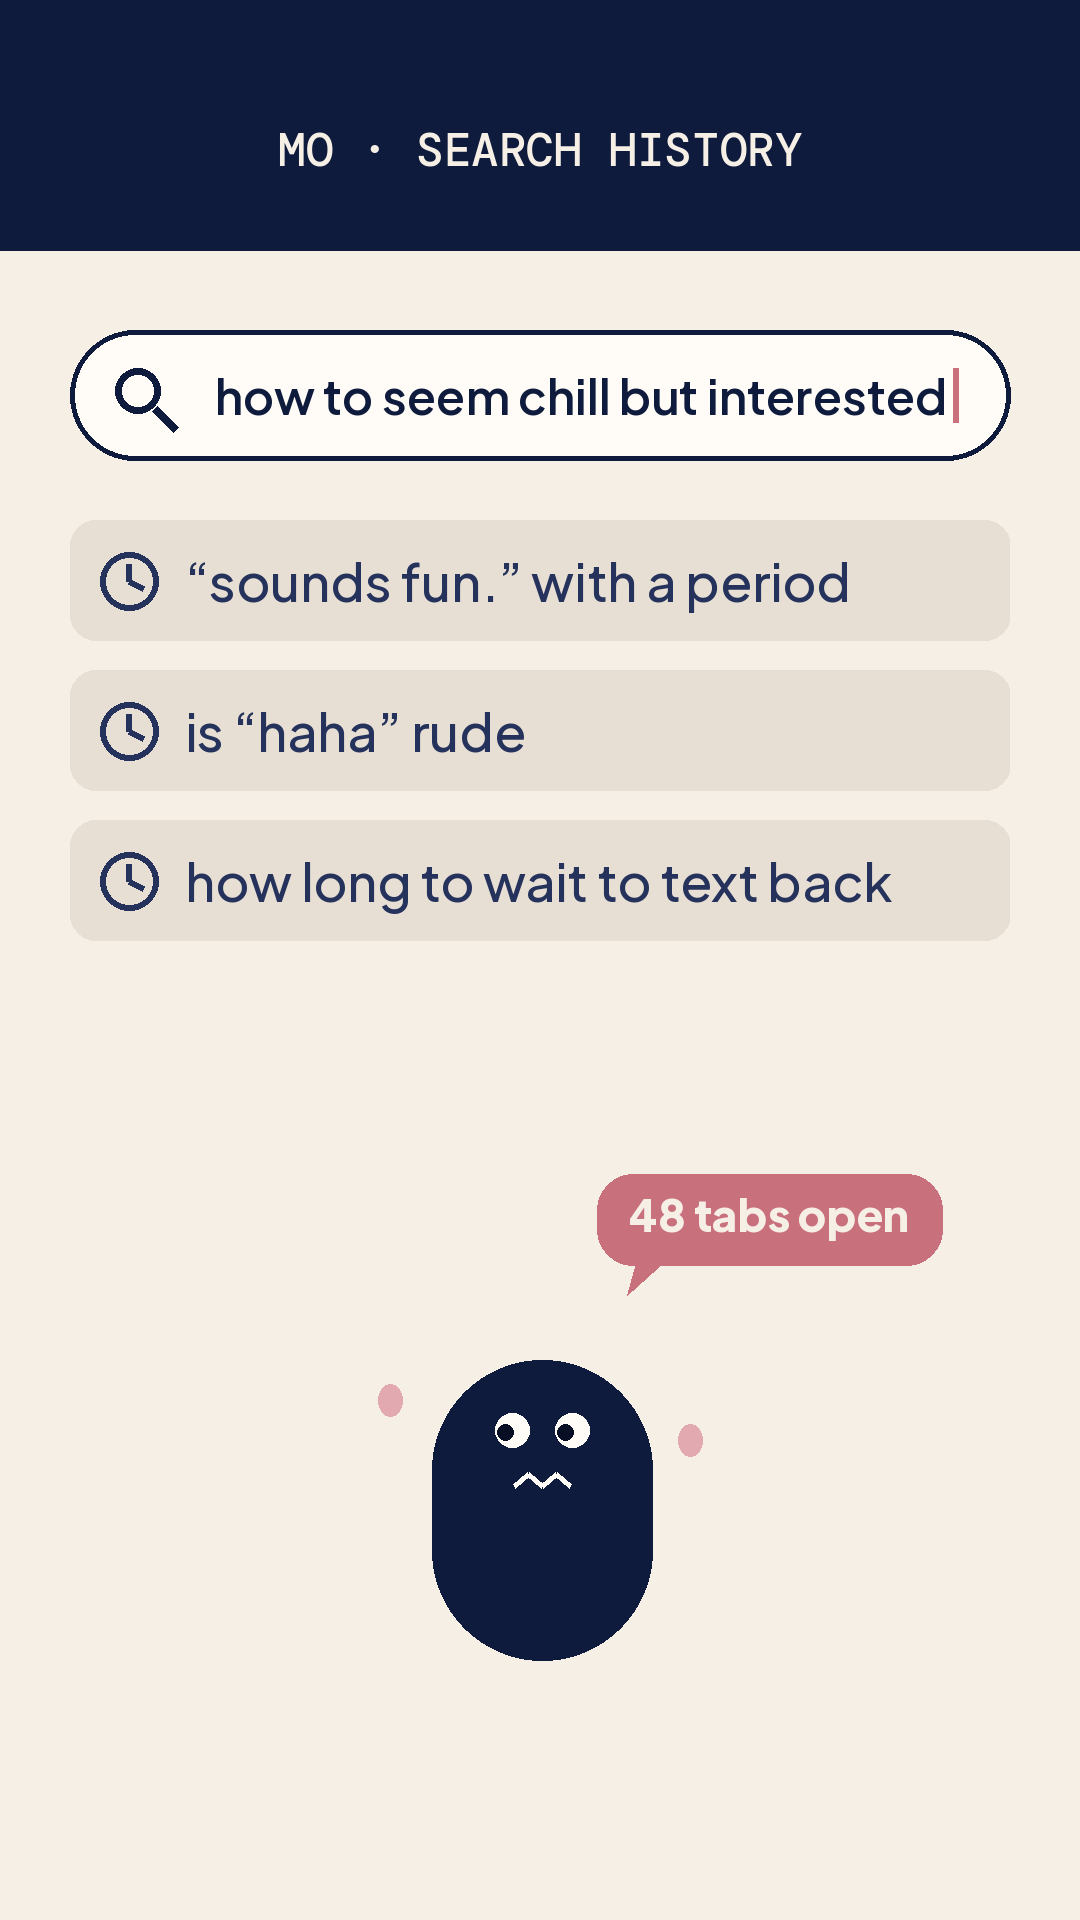 MO · SEARCH HISTORY
how to seem chill but interested
“sounds fun.” with a period
is “haha” rude
how long to wait to text back
48 tabs open